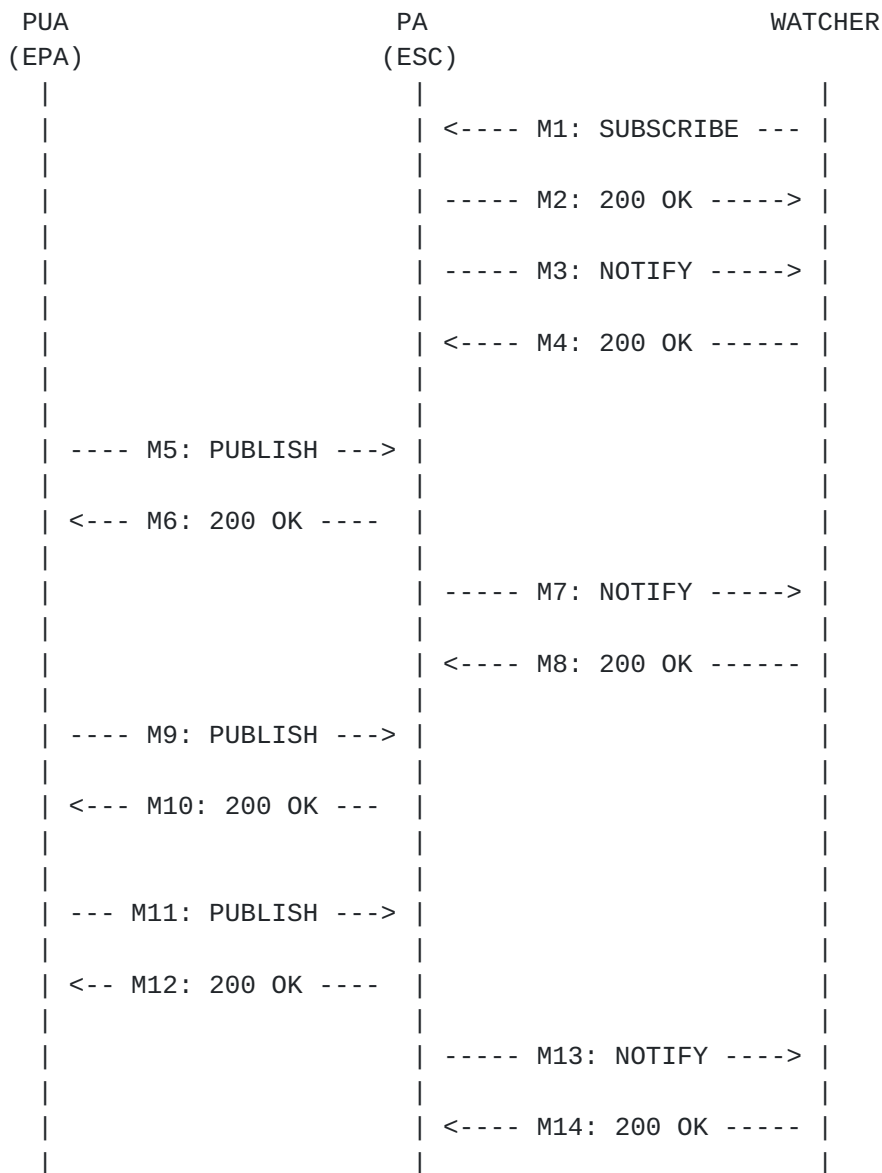 PUA PA WATCHER
(EPA) (ESC)
| | |
| | <---- M1: SUBSCRIBE --- |
| | |
| | ----- M2: 200 OK -----> |
| | |
| | ----- M3: NOTIFY -----> |
| | |
| | <---- M4: 200 OK ------ |
| | |
| | |
| ---- M5: PUBLISH ---> | |
| | |
| <--- M6: 200 OK ---- | |
| | |
| | ----- M7: NOTIFY -----> |
| | |
| | <---- M8: 200 OK ------ |
| | |
| ---- M9: PUBLISH ---> | |
| | |
| <--- M10: 200 OK --- | |
| | |
| | |
| --- M11: PUBLISH ---> | |
| | |
| <-- M12: 200 OK ---- | |
| | |
| | ----- M13: NOTIFY ----> |
| | |
| | <---- M14: 200 OK ----- |
| | |